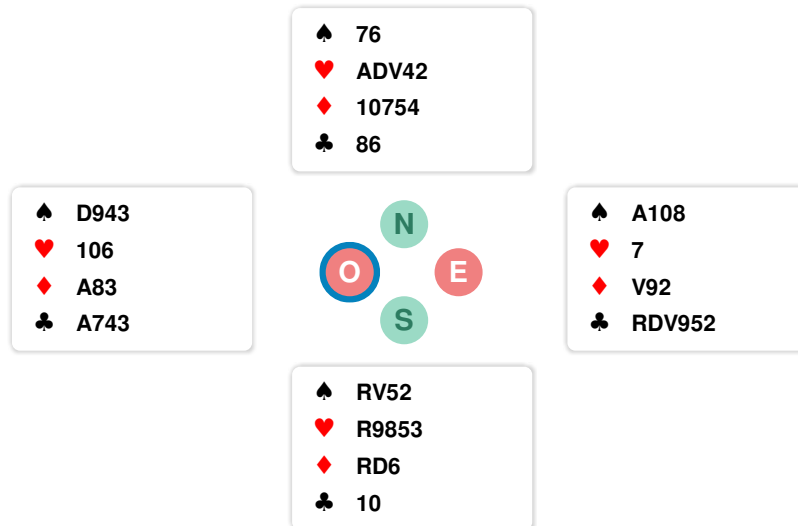 ♠ 76
♥ ADV42
♦ 10754
♣ 86
♠ D943
♥ 106
♦ A83
♣ A743
N
O E
S
♠ A108
♥ 7
♦ V92
♣ RDV952
♠ RV52
♥ R9853
♦ RD6
♣ 10